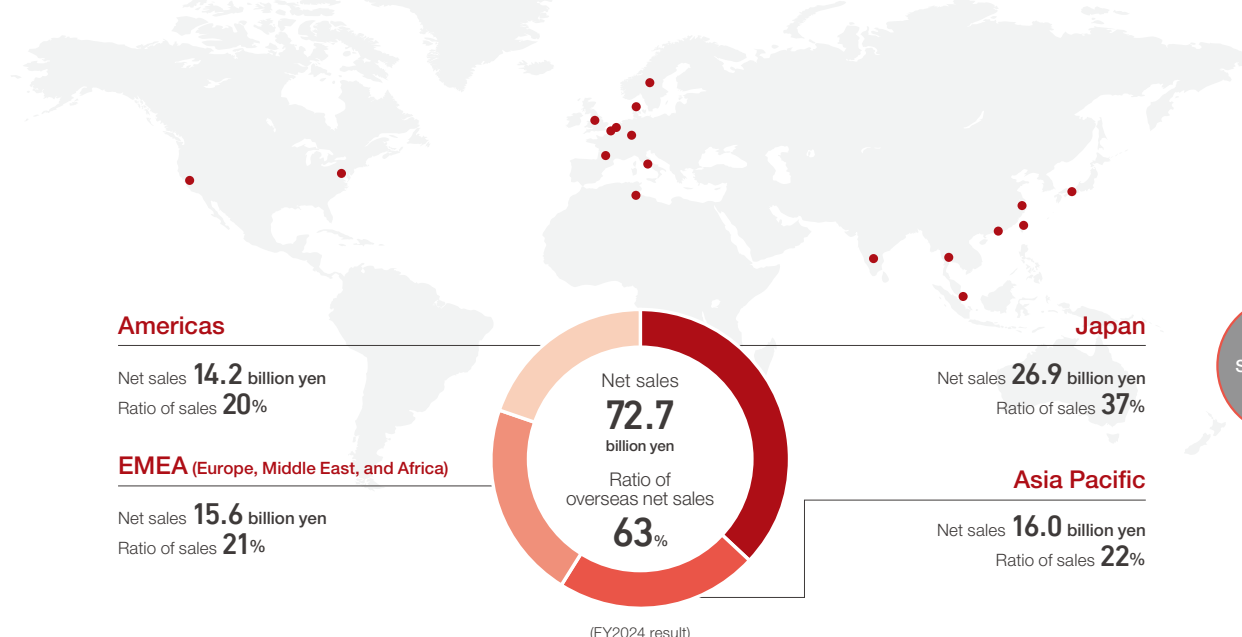 Americas
Net sales 14.2 billion yen
Ratio of sales 20%
EMEA (Europe, Middle East, and Africa)
Net sales 15.6 billion yen
Ratio of sales 21%
Net sales
72.7
billion yen
Ratio of
overseas net sales
63%
(FY2024 result)
Japan
Net sales 26.9 billion yen
Ratio of sales 37%
Asia Pacific
Net sales 16.0 billion yen
Ratio of sales 22%